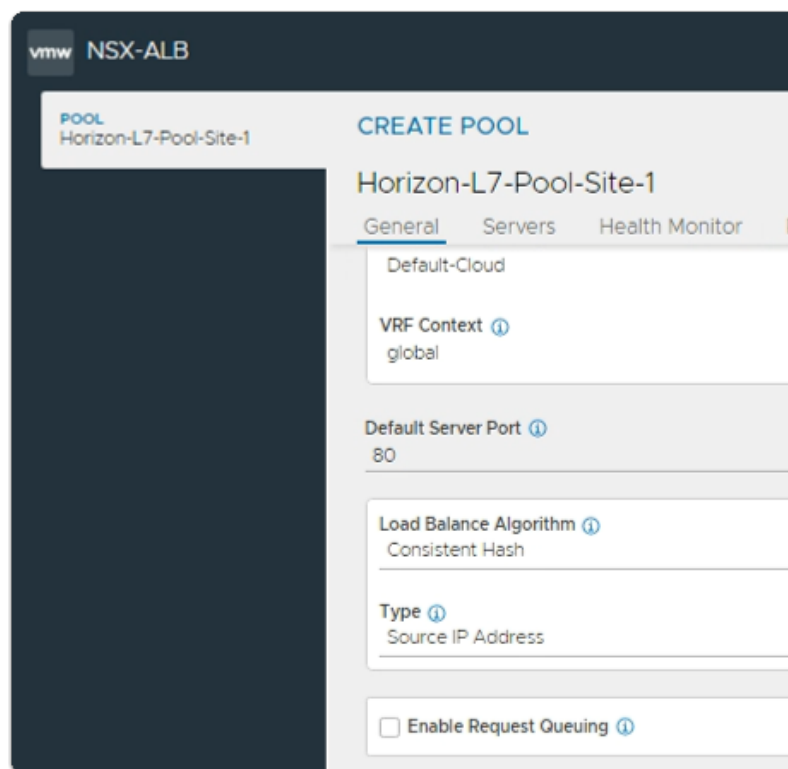 vmw NSX-ALB
POOL
Horizon-L7-Pool-Site-1
CREATE POOL
Horizon-L7-Pool-Site-1
General Servers Health Monitor
Default-Cloud
VRF Context
global
Default Server Port
80
Load Balance Algorithm
Consistent Hash
Type
Source IP Address
Enable Request Queuing